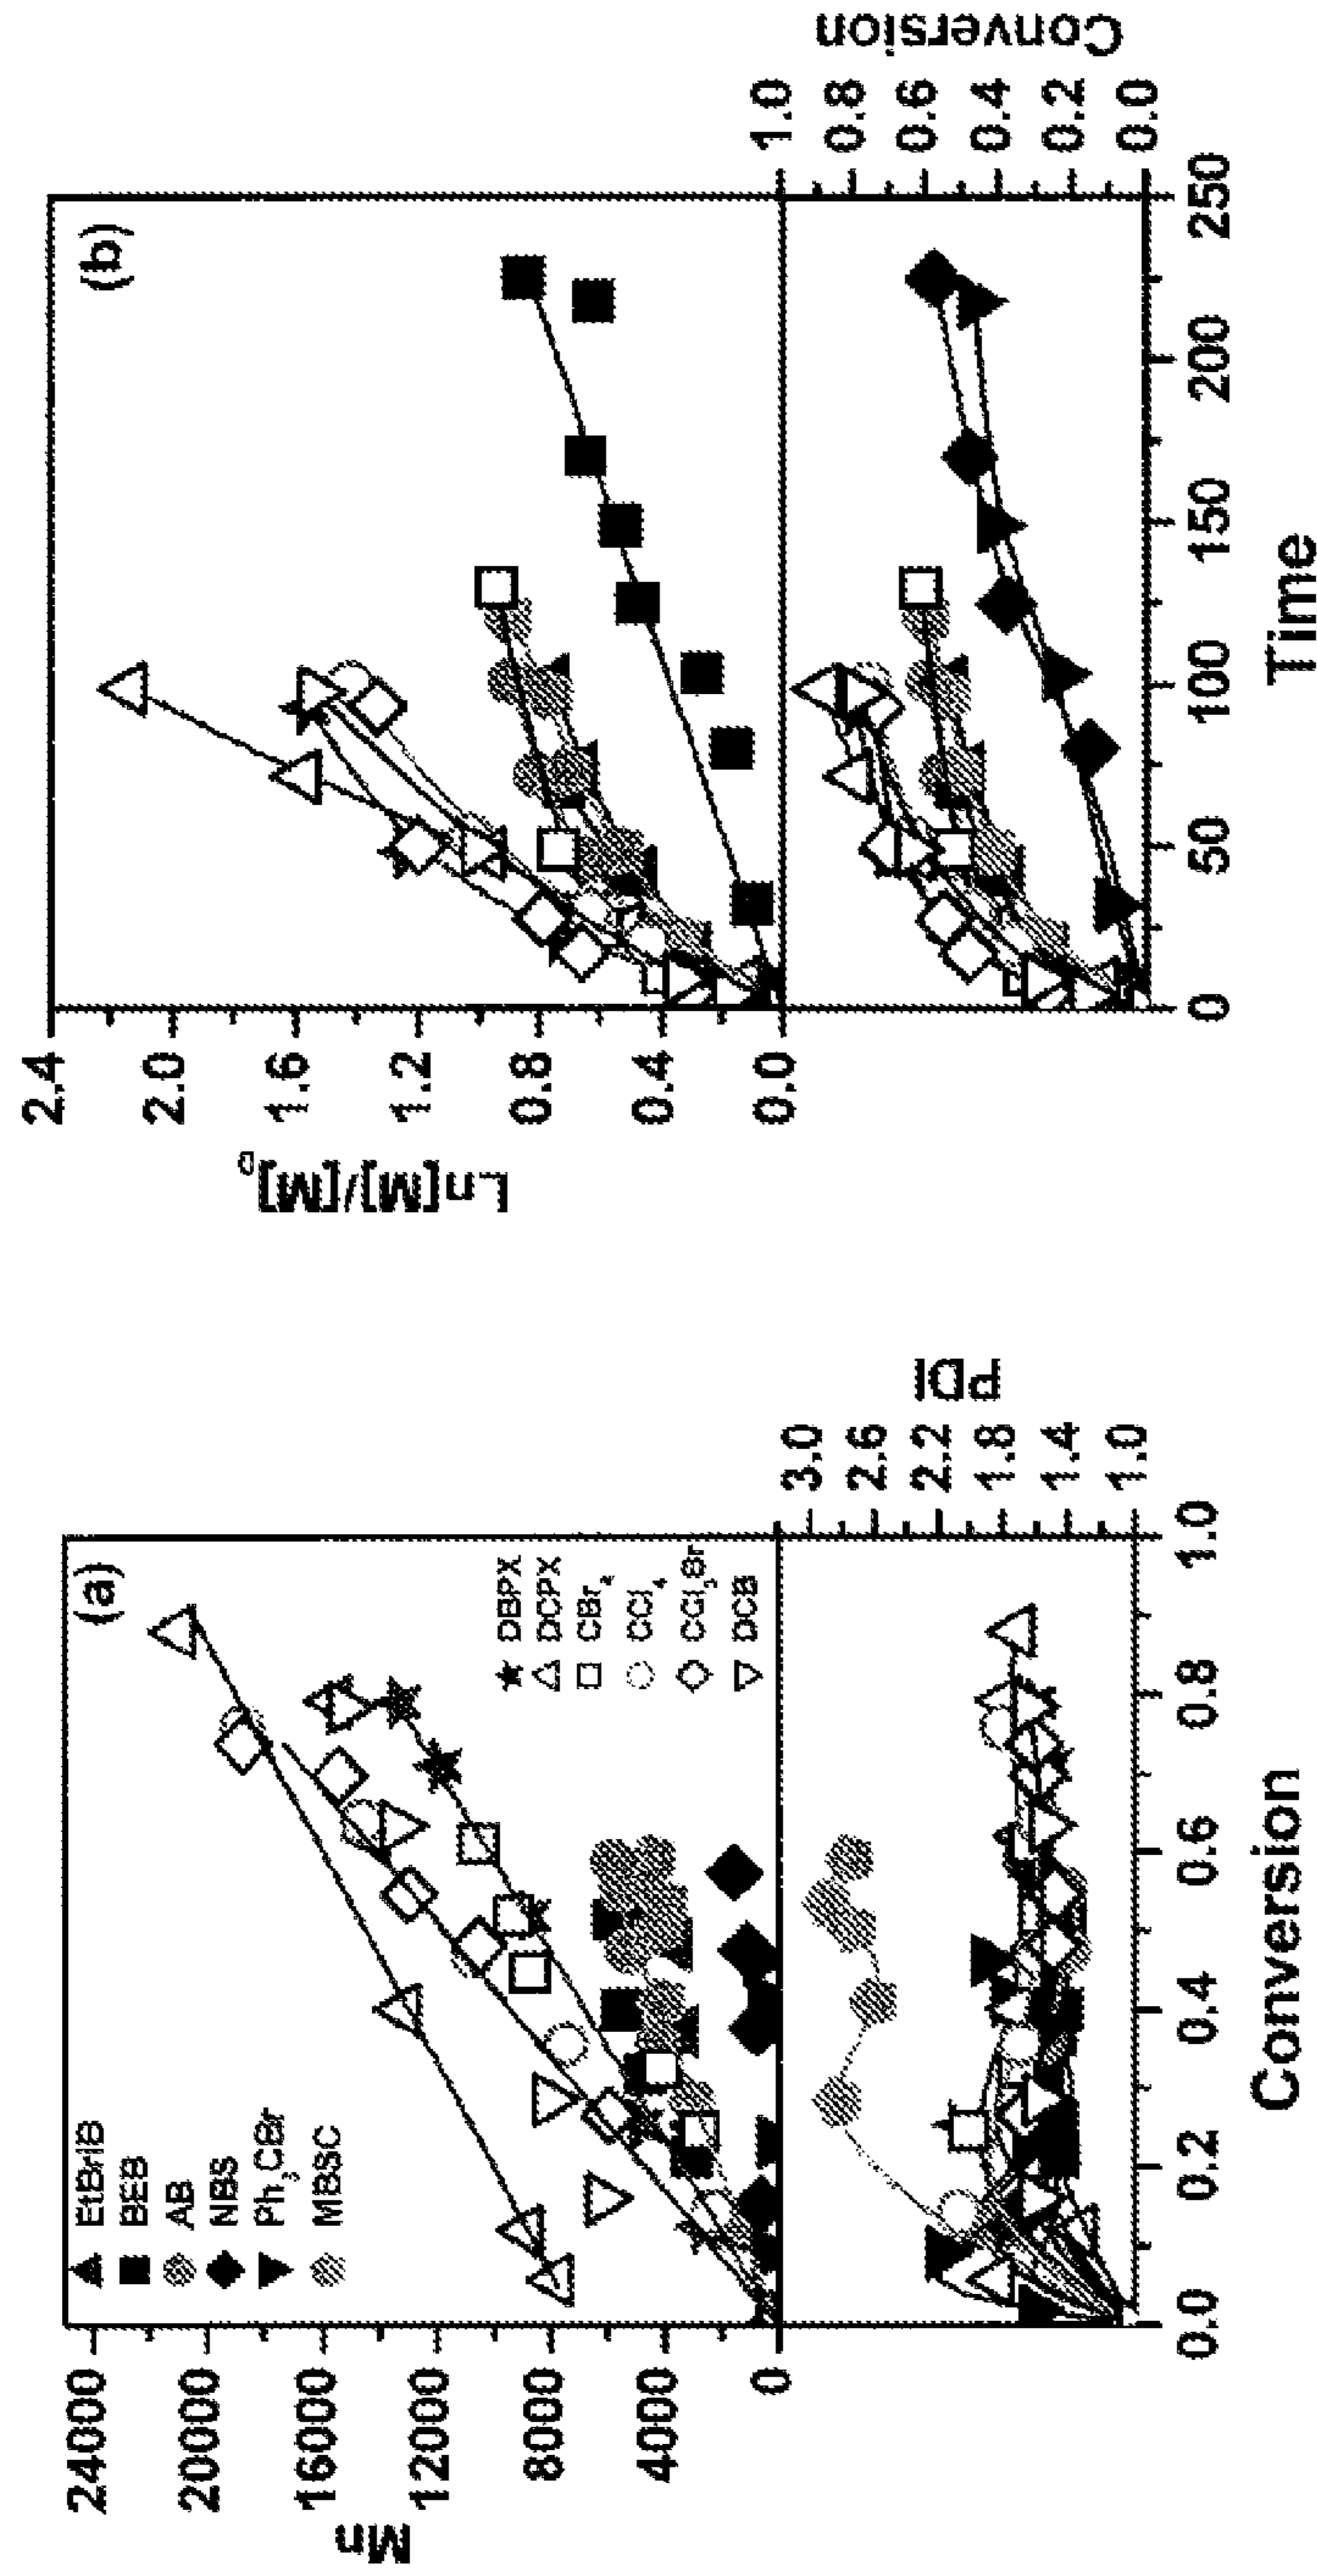 (a)
EtBriB
BEB
AB
NBS
Ph3CBr
MBSC
DBPX
DCPX
CBr4
CCl4
CCl3Br
DCB
Mn
24000
20000
16000
12000
8000
4000
0
PDI
3.0
2.6
2.2
1.8
1.4
1.0
0.0
0.2
0.4
0.6
0.8
1.0
Conversion
(b)
Ln[M]/[M]0
2.4
2.0
1.6
1.2
0.8
0.4
0.0
Conversion
1.0
0.8
0.6
0.4
0.2
0.0
0
50
100
150
200
250
Time